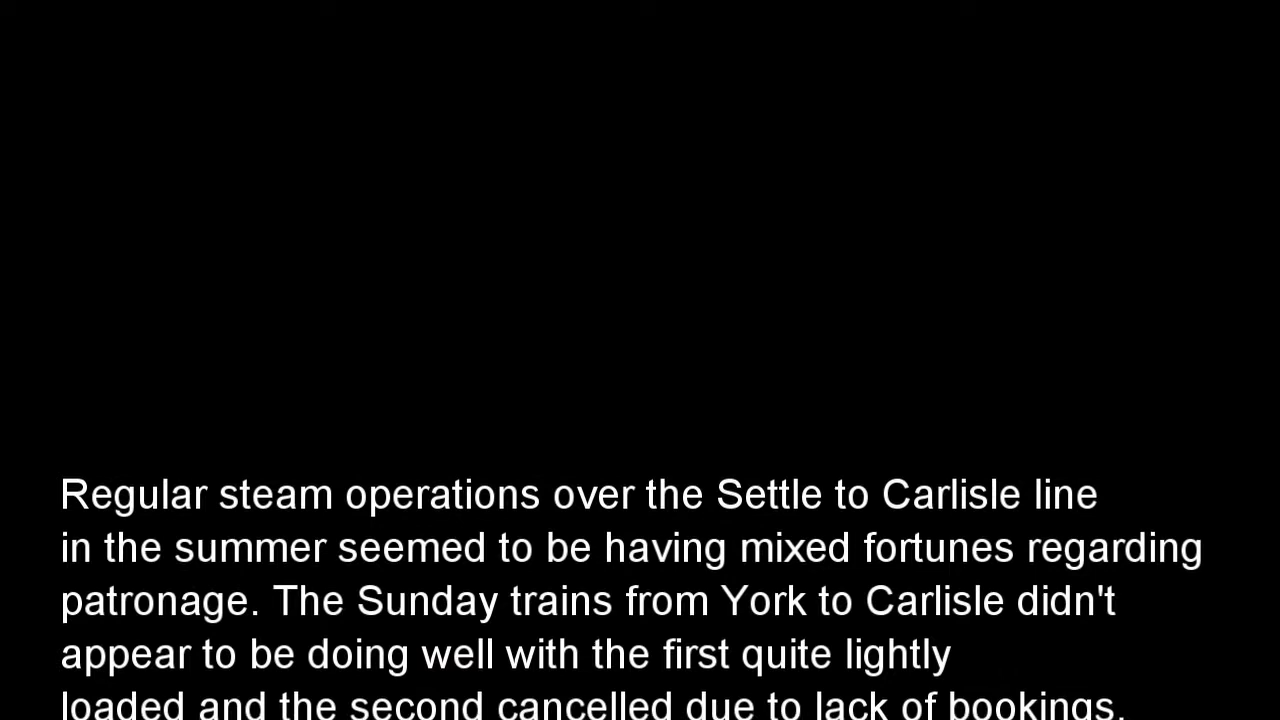 Regular steam operations over the Settle to Carlisle line
in the summer seemed to be having mixed fortunes regarding
patronage. The Sunday trains from York to Carlisle didn't
appear to be doing well with the first quite lightly
loaded and the second cancelled due to lack of bookings.